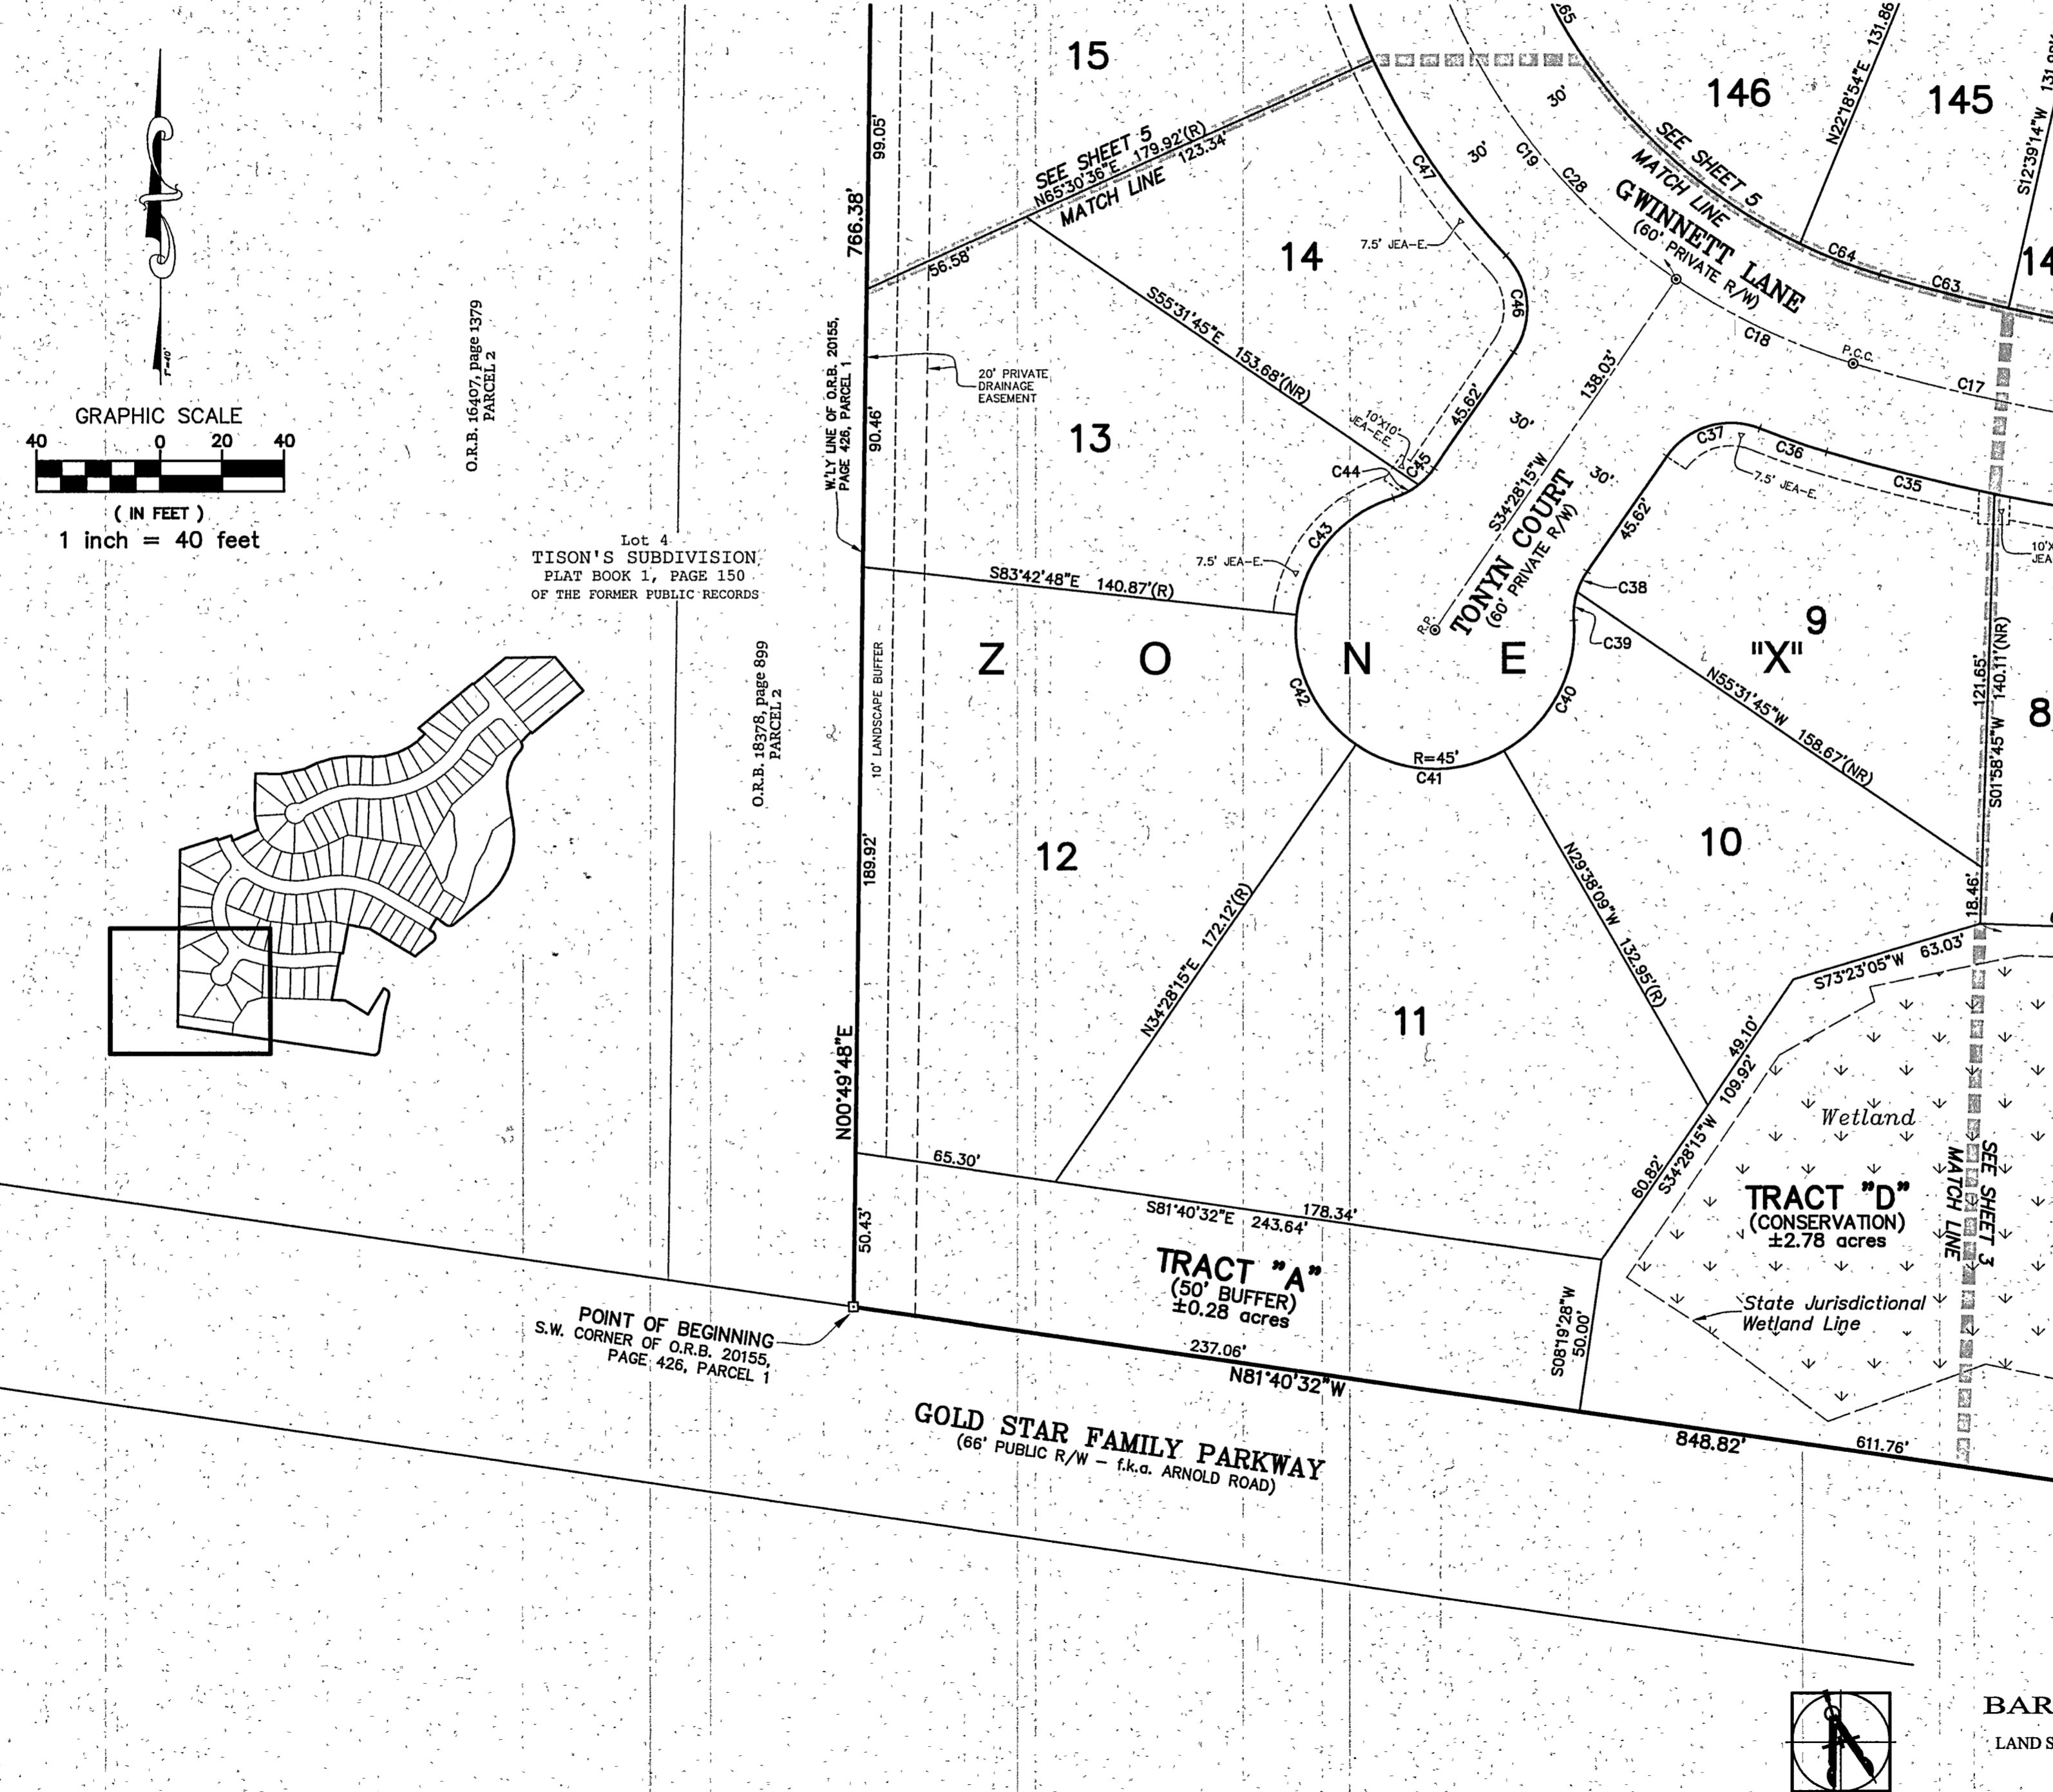 15
146
145
14
8
99.05'
766.38'
SEE SHEET 5
N65°30'36"E 179.92'(R)
123.34'
MATCH LINE
56.58'
30'
30'
C47
C19
C28
SEE SHEET 5
MATCH LINE
GWINNETT LANE
(60' PRIVATE R/W)
N22°18'54"E 131.86
S12°39'14"W
C64
C63
C18
P.C.C.
C17
14
7.5' JEA-E.
C46
1"=40'
GRAPHIC SCALE
40 0 20 40
( IN FEET )
1 inch = 40 feet
O.R.B. 16407, page 1379
PARCEL 2
W.'LY LINE OF O.R.B. 20155,
PAGE 426, PARCEL 1
90.46'
20' PRIVATE
DRAINAGE
EASEMENT
S55°31'45"E 153.68'(NR)
13
10'X10'
JEA-E.E.
C44
C45
45.62'
138.03'
S34°28'15"W
30'
30'
TONYN COURT
(60' PRIVATE R/W)
C37
C36
C35
7.5' JEA-E.
45.62'
C43
7.5' JEA-E.
Lot 4
TISON'S SUBDIVISION
PLAT BOOK 1, PAGE 150
OF THE FORMER PUBLIC RECORDS
S83°42'48"E 140.87'(R)
C38
C39
R.P.
9
ZONE "X"
O.R.B. 18378, page 899
PARCEL 2
10' LANDSCAPE BUFFER
C42
C40
R=45'
C41
N55°31'45"W 158.67'(NR)
121.65'
S01°58'45"W 140.11'(NR)
18.46'
189.92'
12
N34°28'15"E 172.12'(R)
11
N29°38'09"W 132.95'(R)
10
S73°23'05"W 63.03'
49.10'
109.92'
60.82'
S34°28'15"W
Wetland
TRACT "D"
(CONSERVATION)
±2.78 acres
SEE SHEET 3
MATCH LINE
State Jurisdictional
Wetland Line
N00°49'48"E
65.30'
50.43'
S81°40'32"E 243.64'
178.34'
TRACT "A"
(50' BUFFER)
±0.28 acres
S08°19'28"W
50.00'
POINT OF BEGINNING
S.W. CORNER OF O.R.B. 20155,
PAGE 426, PARCEL 1
237.06'
N81°40'32"W
848.82'
611.76'
GOLD STAR FAMILY PARKWAY
(66' PUBLIC R/W - f.k.a. ARNOLD ROAD)
BAR
LAND S